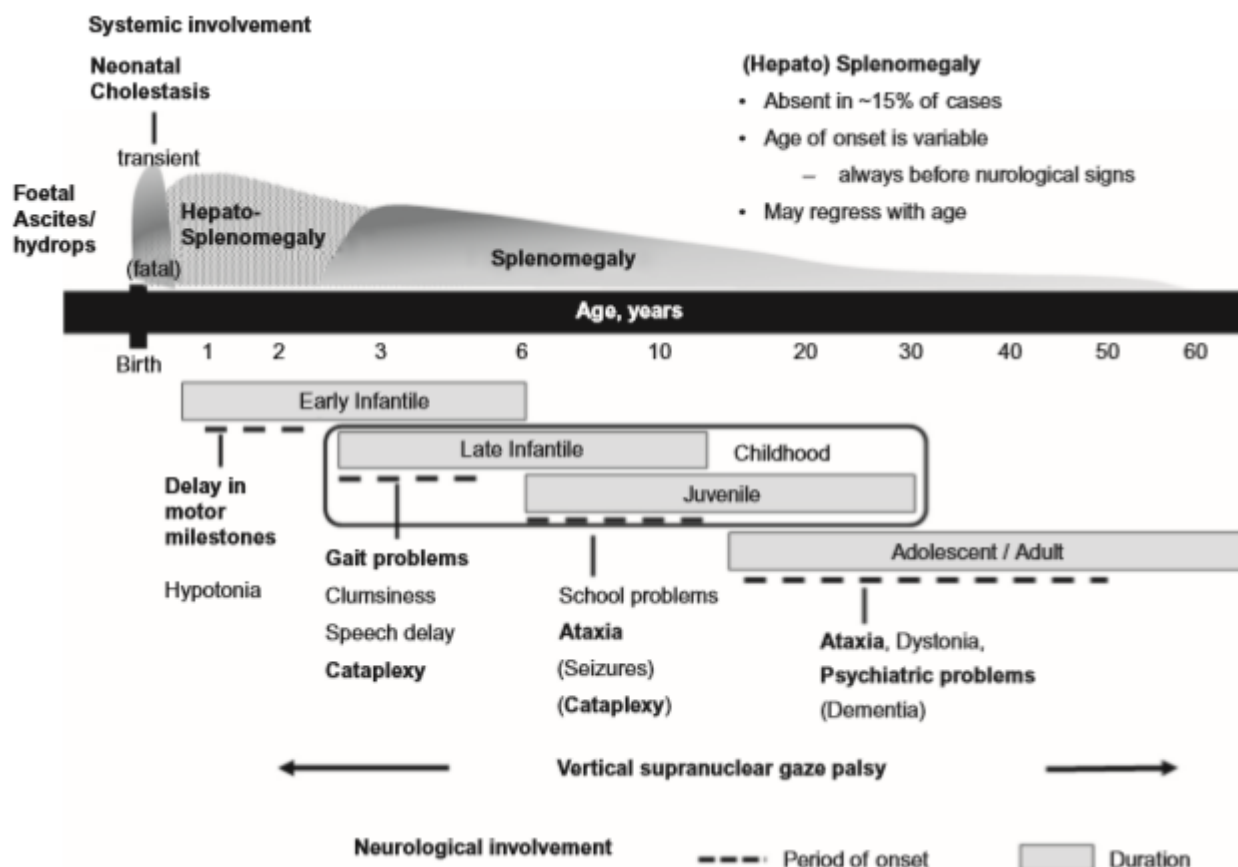 Systemic involvement
Neonatal
Cholestasis
transient
Foetal
Ascites/
hydrops
(fatal)
Hepato-
Splenomegaly
Splenomegaly
(Hepato) Splenomegaly
• Absent in ~15% of cases
• Age of onset is variable
– always before nurological signs
• May regress with age
Age, years
Birth
1 2 3 6 10 20 30 40 50 60
Early Infantile
Late Infantile
Childhood
Juvenile
Adolescent / Adult
Delay in
motor
milestones
Hypotonia
Gait problems
Clumsiness
Speech delay
Cataplexy
School problems
Ataxia
(Seizures)
(Cataplexy)
Ataxia, Dystonia,
Psychiatric problems
(Dementia)
Vertical supranuclear gaze palsy
Neurological involvement
Period of onset
Duration